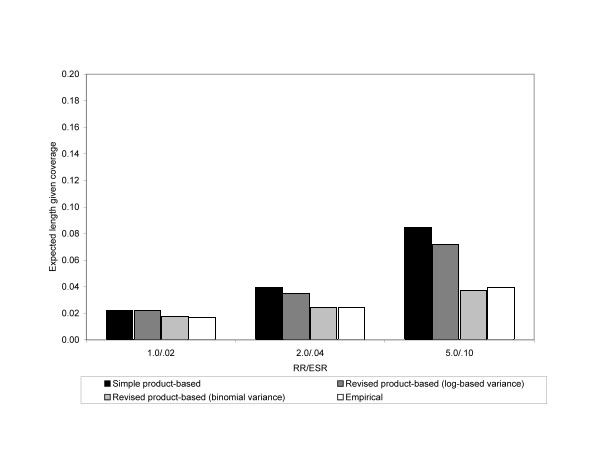 0.20
0.18
0.16
0.14
0.12
0.10
0.08
0.06
0.04
0.02
0.00
Expected length given coverage
1.0/.02 2.0/.04 5.0/.10
RR/ESR
Simple product-based Revised product-based (log-based variance)
Revised product-based (binomial variance) Empirical